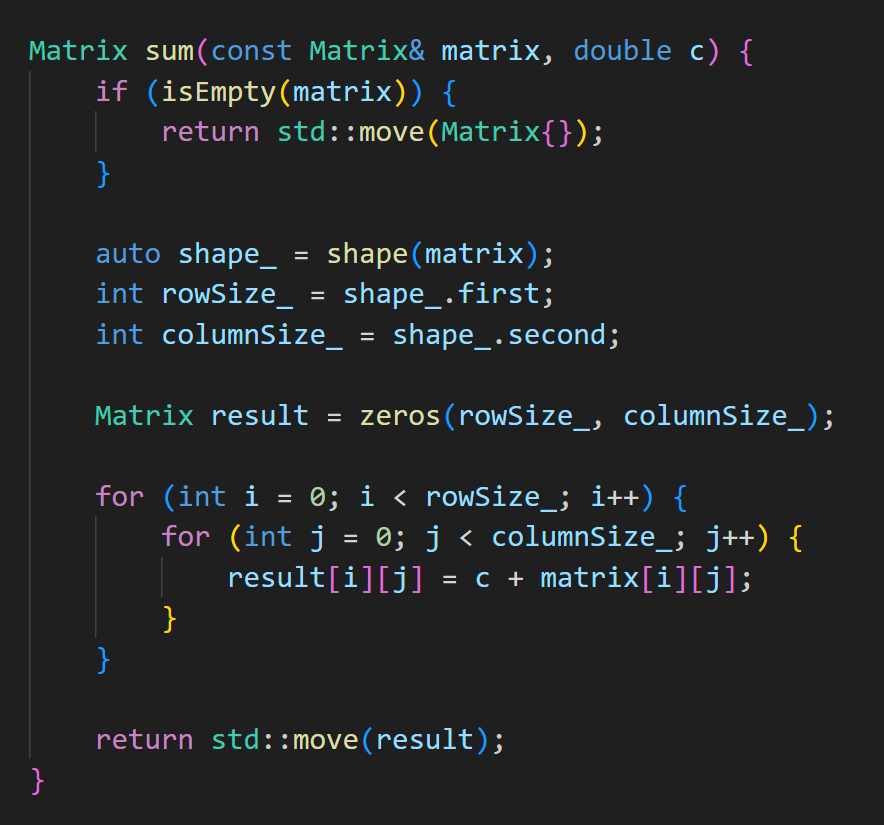 Matrix sum(const Matrix& matrix, double c) {
    if (isEmpty(matrix)) {
        return std::move(Matrix{});
    }

    auto shape_ = shape(matrix);
    int rowSize_ = shape_.first;
    int columnSize_ = shape_.second;

    Matrix result = zeros(rowSize_, columnSize_);

    for (int i = 0; i < rowSize_; i++) {
        for (int j = 0; j < columnSize_; j++) {
            result[i][j] = c + matrix[i][j];
        }
    }

    return std::move(result);
}